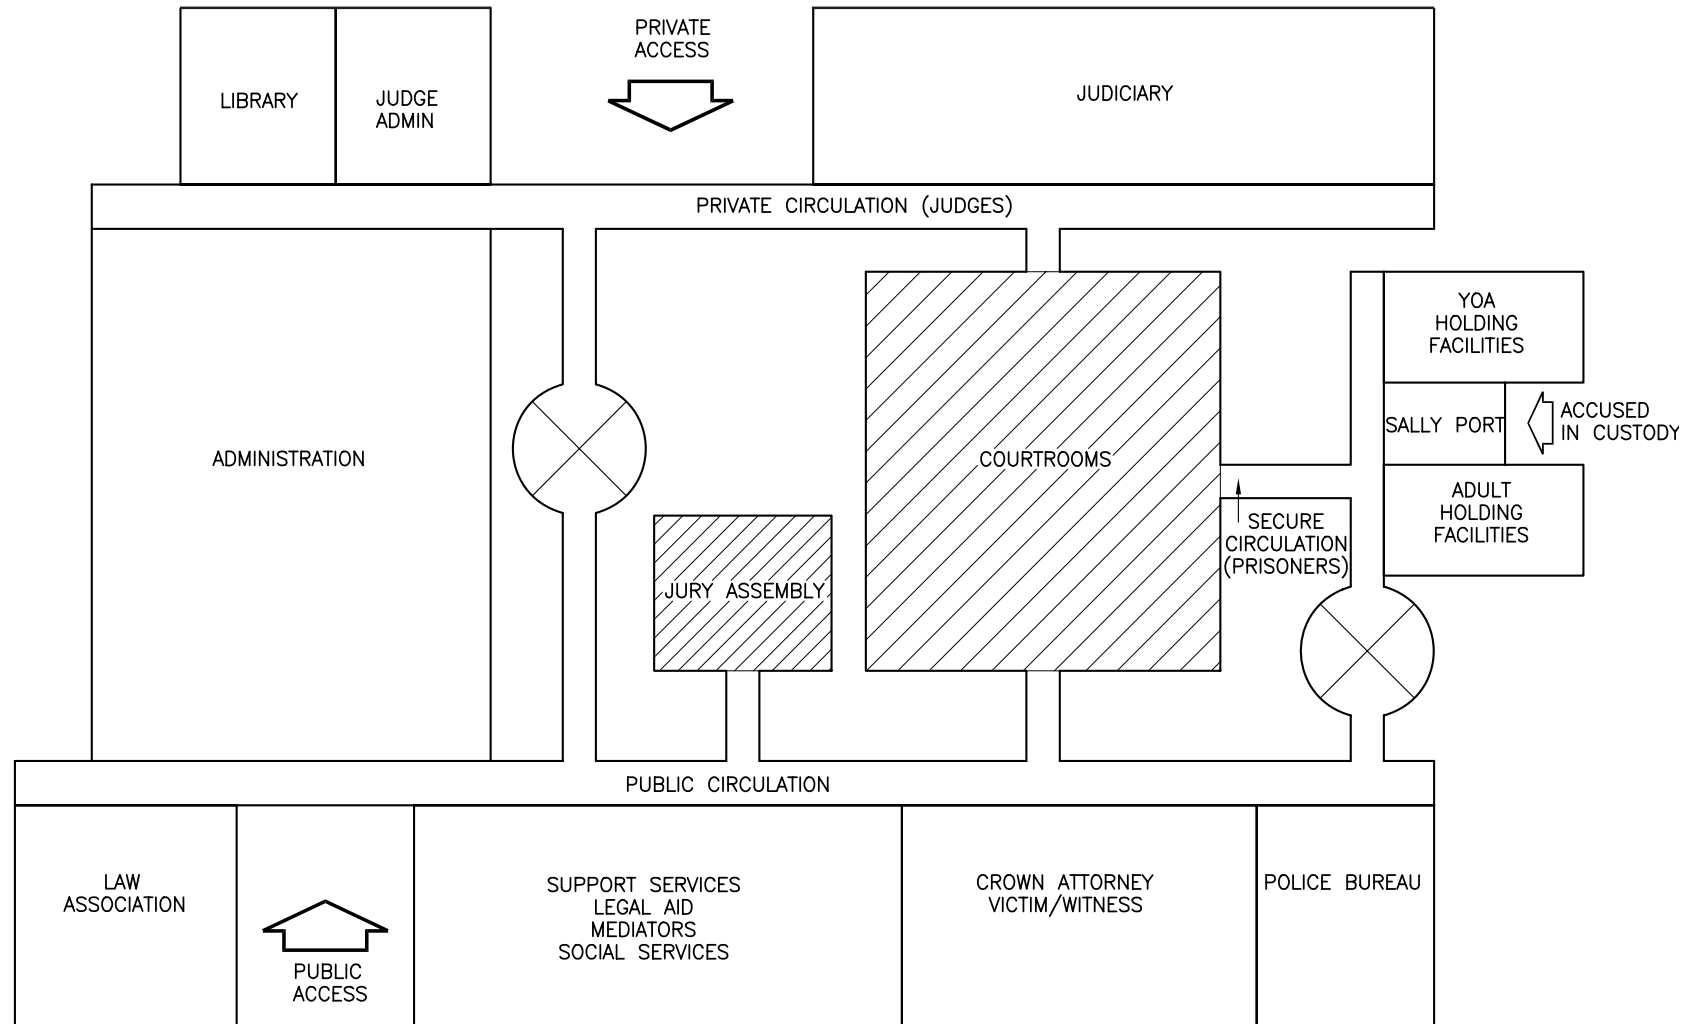 PRIVATE
ACCESS
LIBRARY
JUDGE
ADMIN
JUDICIARY
PRIVATE CIRCULATION (JUDGES)
YOA
HOLDING
FACILITIES
SALLY PORT
ACCUSED
IN CUSTODY
ADMINISTRATION
COURTROOMS
ADULT
HOLDING
FACILITIES
SECURE
CIRCULATION
(PRISONERS)
JURY ASSEMBLY
PUBLIC CIRCULATION
LAW
ASSOCIATION
PUBLIC
ACCESS
SUPPORT SERVICES
LEGAL AID
MEDIATORS
SOCIAL SERVICES
CROWN ATTORNEY
VICTIM/WITNESS
POLICE BUREAU